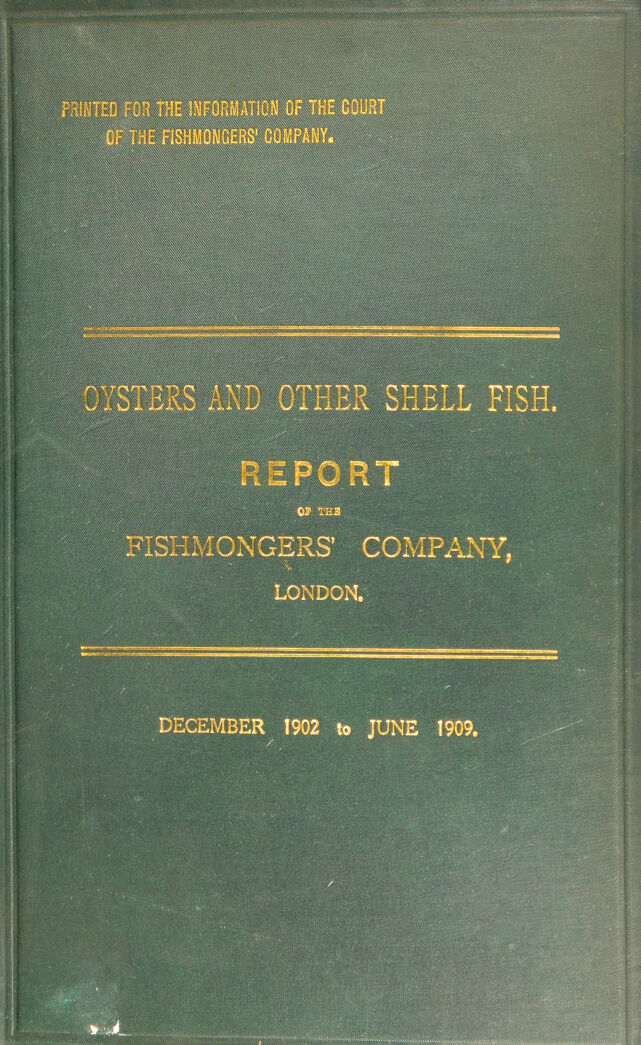 PRINTED FOR THE INFORMATION OF THE COURT
OF THE FISHMONGERS' COMPANY.
OYSTERS AND OTHER SHELL FISH.
REPORT
OF THE
FISHMONGERS' COMPANY,
LONDON.
DECEMBER 1902 to JUNE 1909.